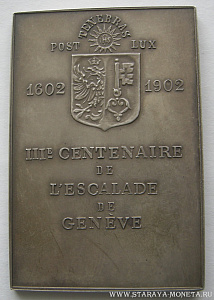 POST TENEBRAS LUX
IHS
1602 1902
IIIE CENTENAIRE
DE
L'ESCALADE
DE
GENEVE
WWW.STARAYA-MONETA.RU